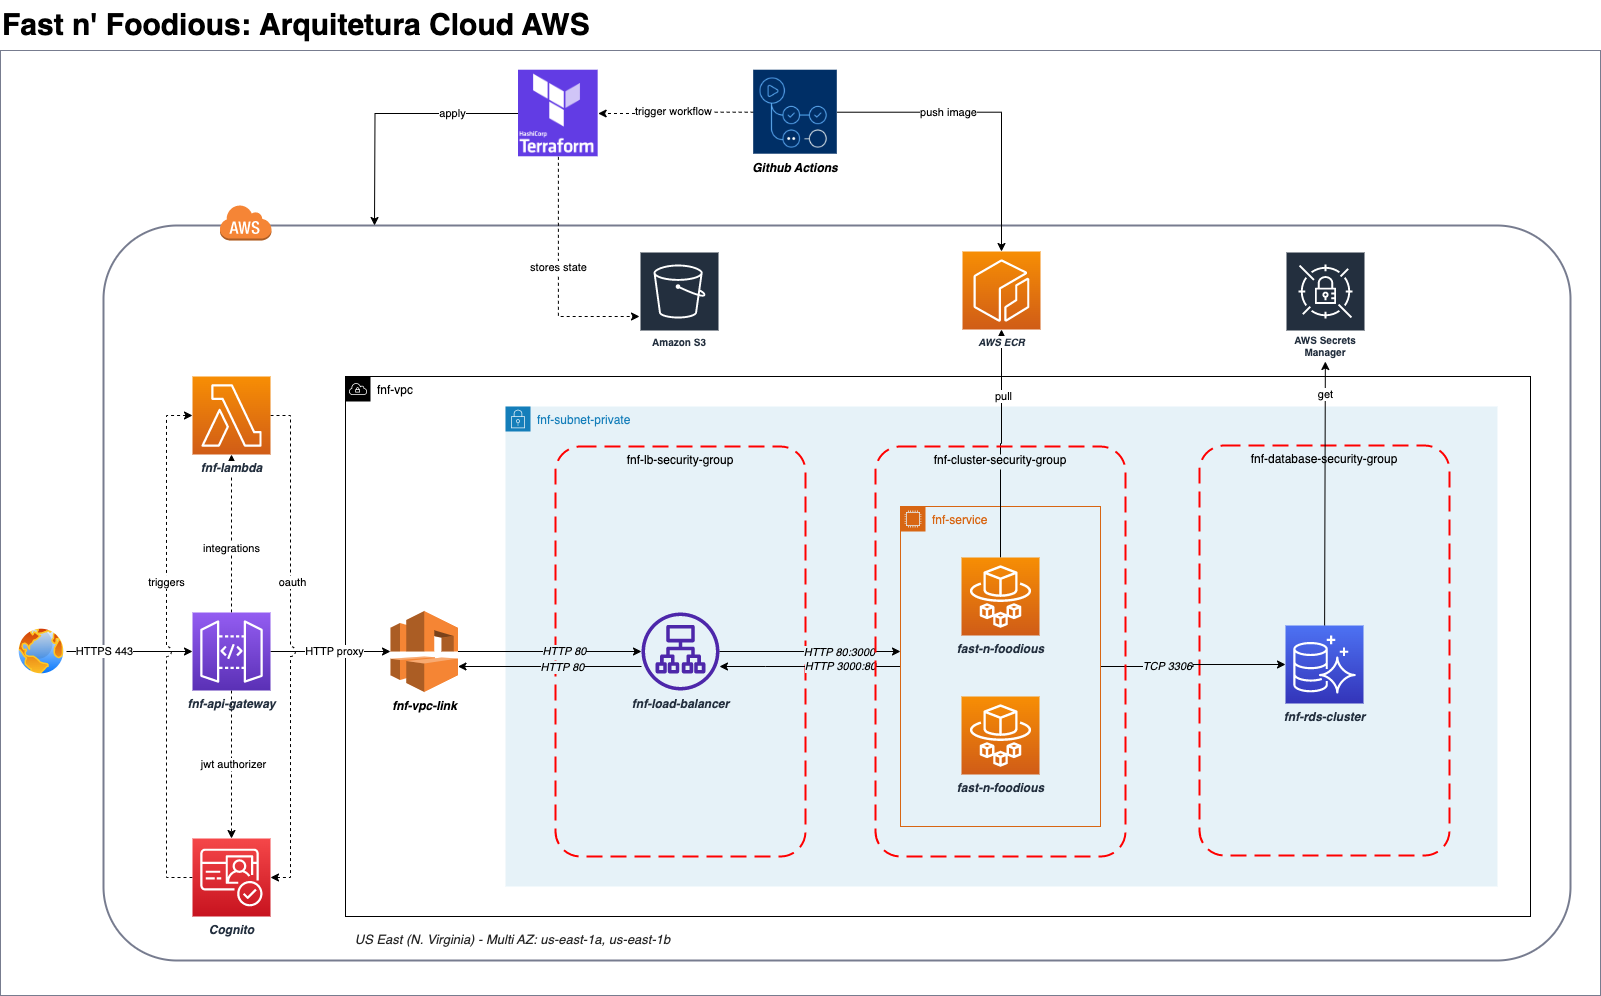 Fast n' Foodious: Arquitetura Cloud AWS
apply
HashiCorp
Terraform
trigger workflow
Github Actions
push image
AWS
stores state
Amazon S3
AWS ECR
AWS Secrets
Manager
fnf-vpc
pull
get
fnf-subnet-private
fnf-lb-security-group
fnf-cluster-security-group
fnf-database-security-group
fnf-lambda
fnf-service
integrations
triggers
oauth
HTTPS 443
</>
HTTP proxy
HTTP 80
HTTP 80
HTTP 80:3000
HTTP 3000:80
fast-n-foodious
TCP 3306
fnf-api-gateway
fnf-vpc-link
fnf-load-balancer
fnf-rds-cluster
jwt authorizer
fast-n-foodious
Cognito
US East (N. Virginia) - Multi AZ: us-east-1a, us-east-1b